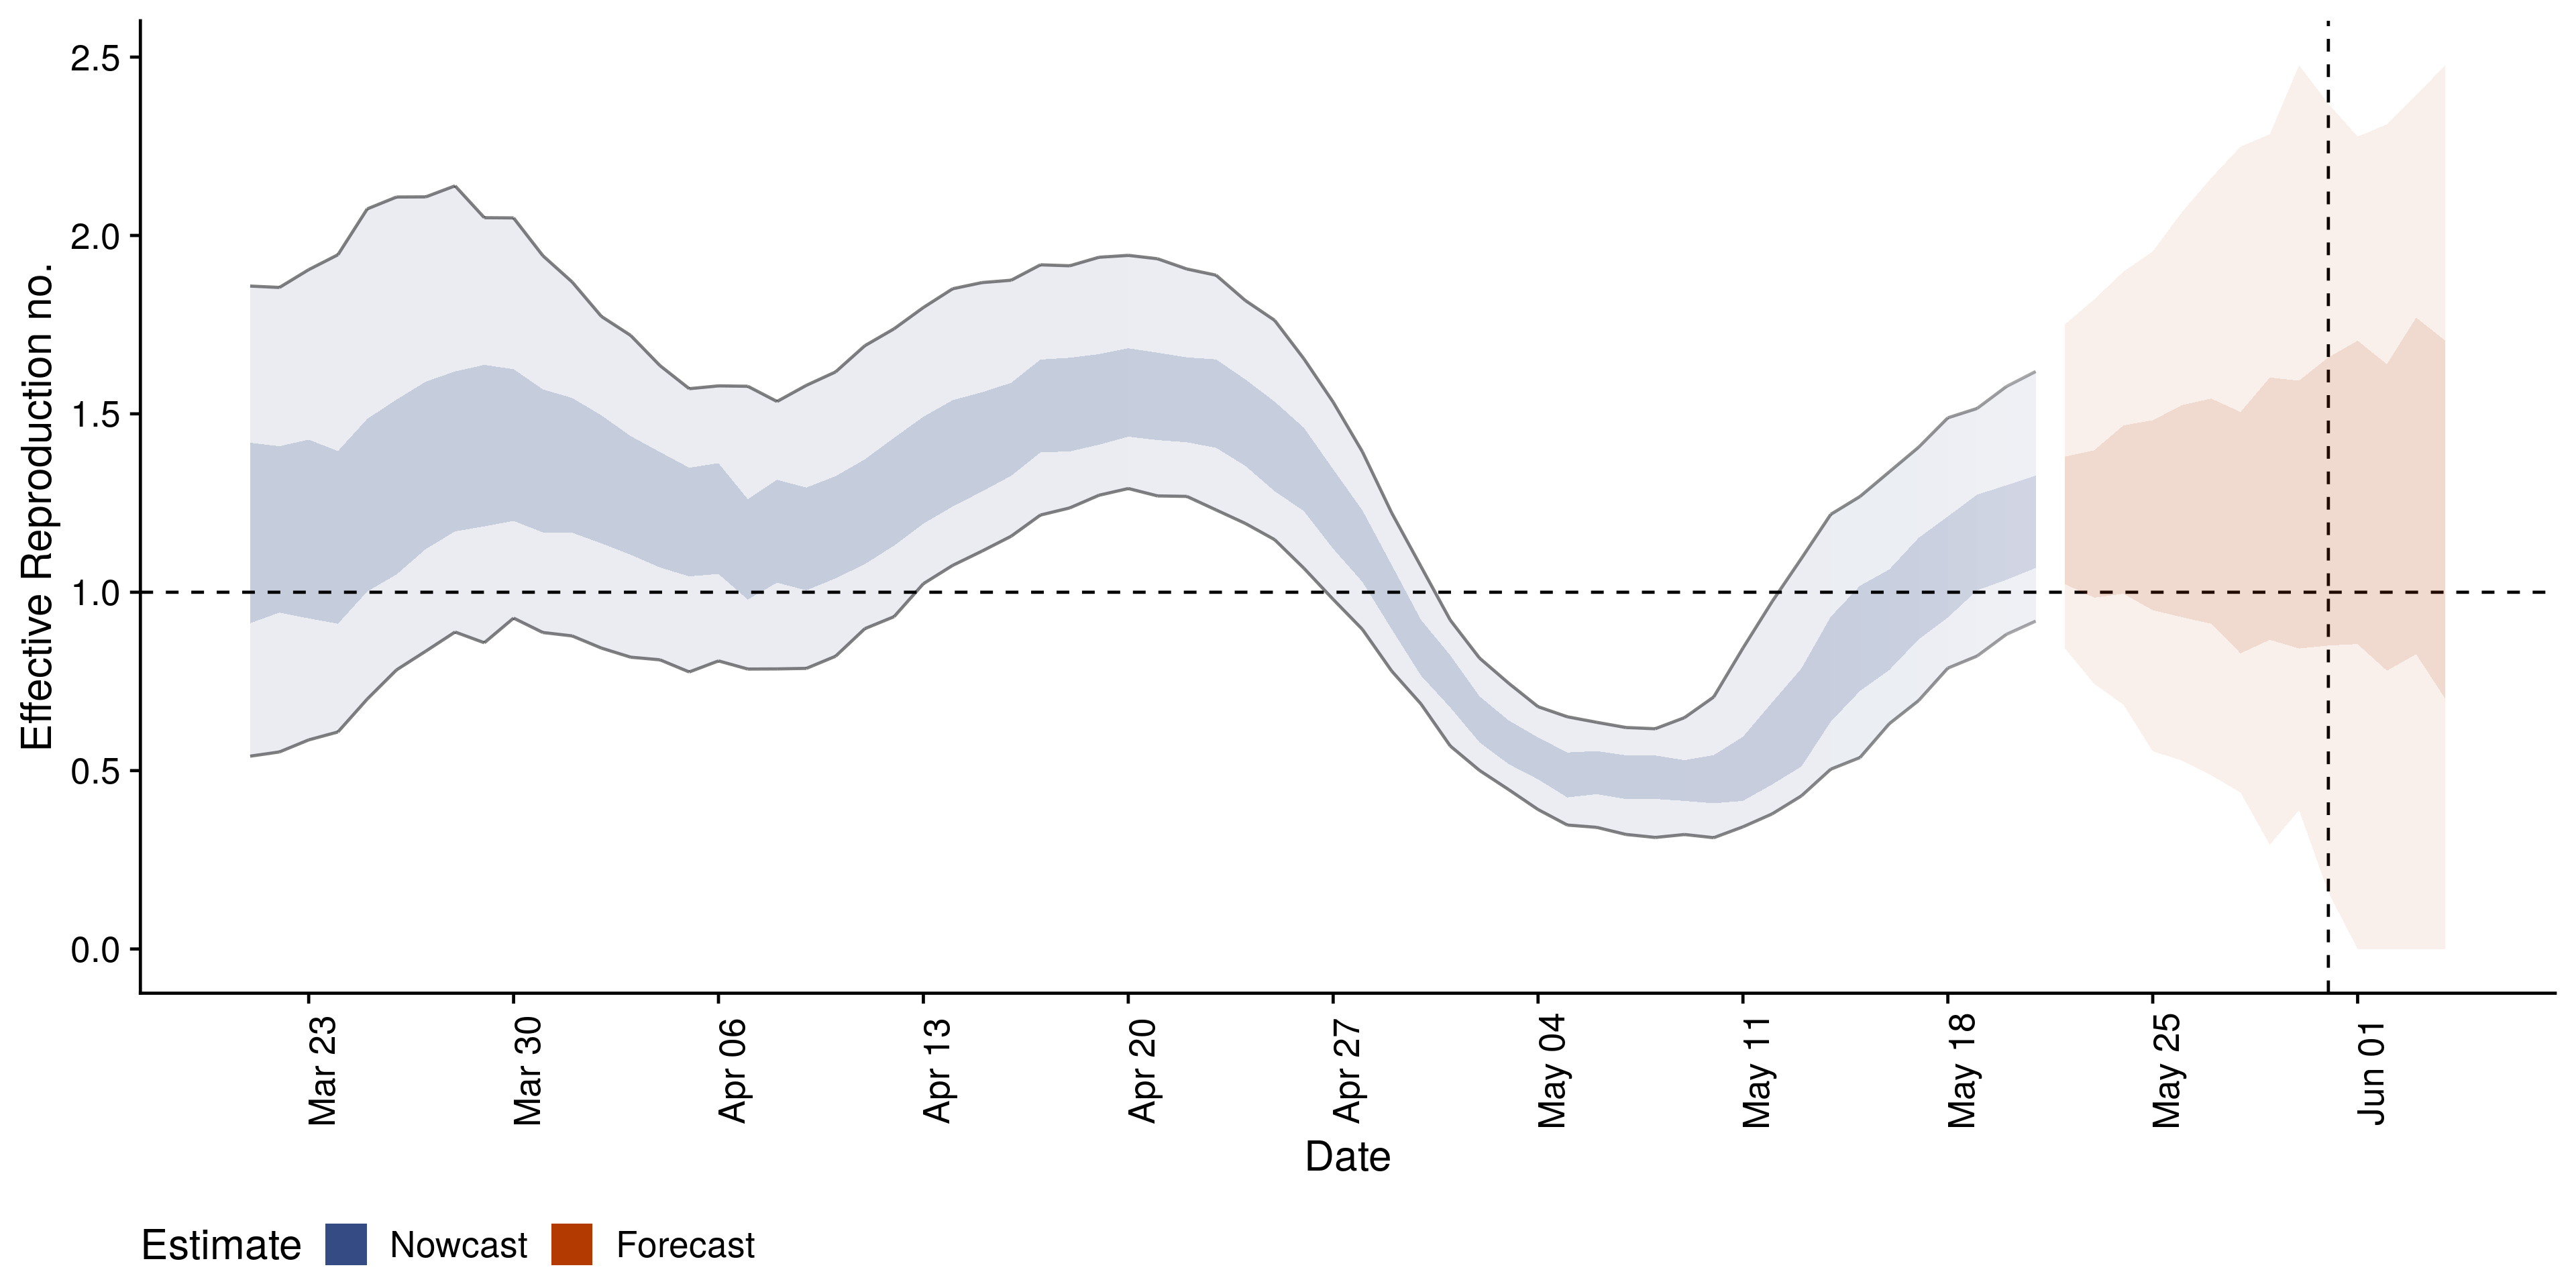 Effective Reproduction no.
2.5
2.0
1.5
1.0
0.5
0.0
Mar 23
Mar 30
Apr 06
Apr 13
Apr 20
Apr 27
May 04
May 11
May 18
May 25
Jun 01
Date
Estimate Nowcast Forecast